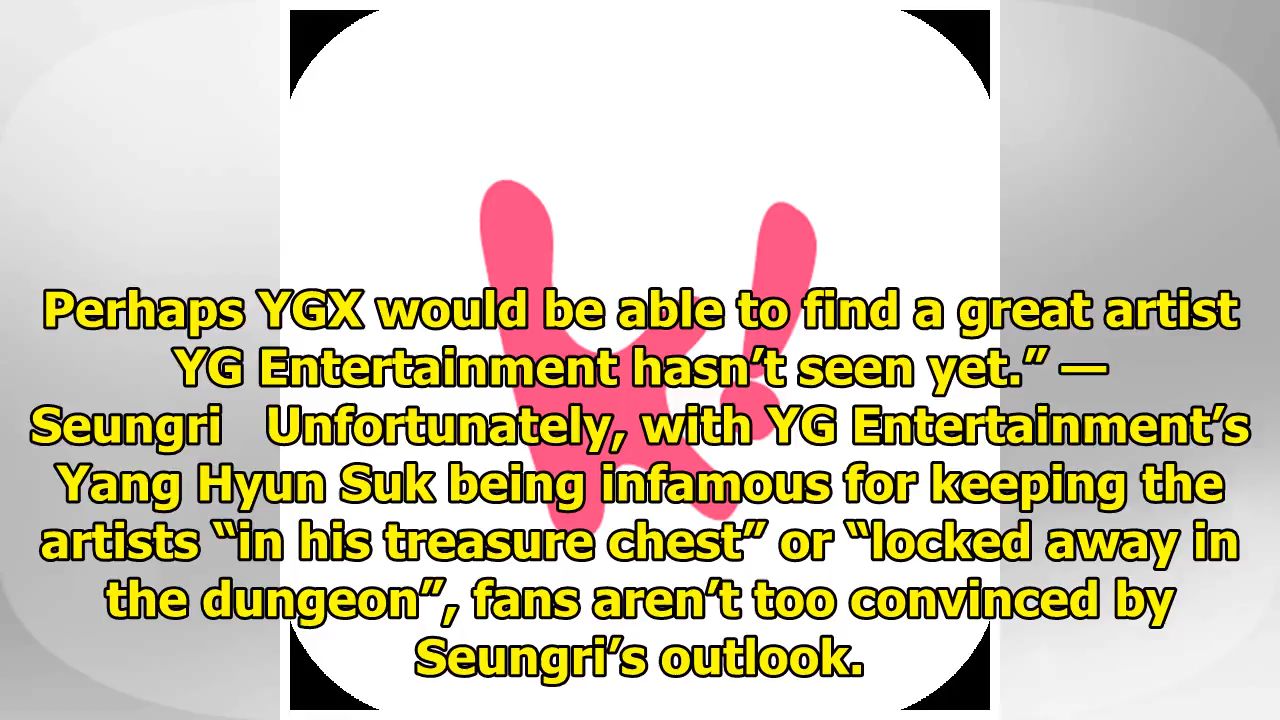 Perhaps YGX would be able to find a great artist
YG Entertainment hasn’t seen yet.” —
Seungri   Unfortunately, with YG Entertainment’s
Yang Hyun Suk being infamous for keeping the
artists “in his treasure chest” or “locked away in
the dungeon”, fans aren’t too convinced by
Seungri’s outlook.